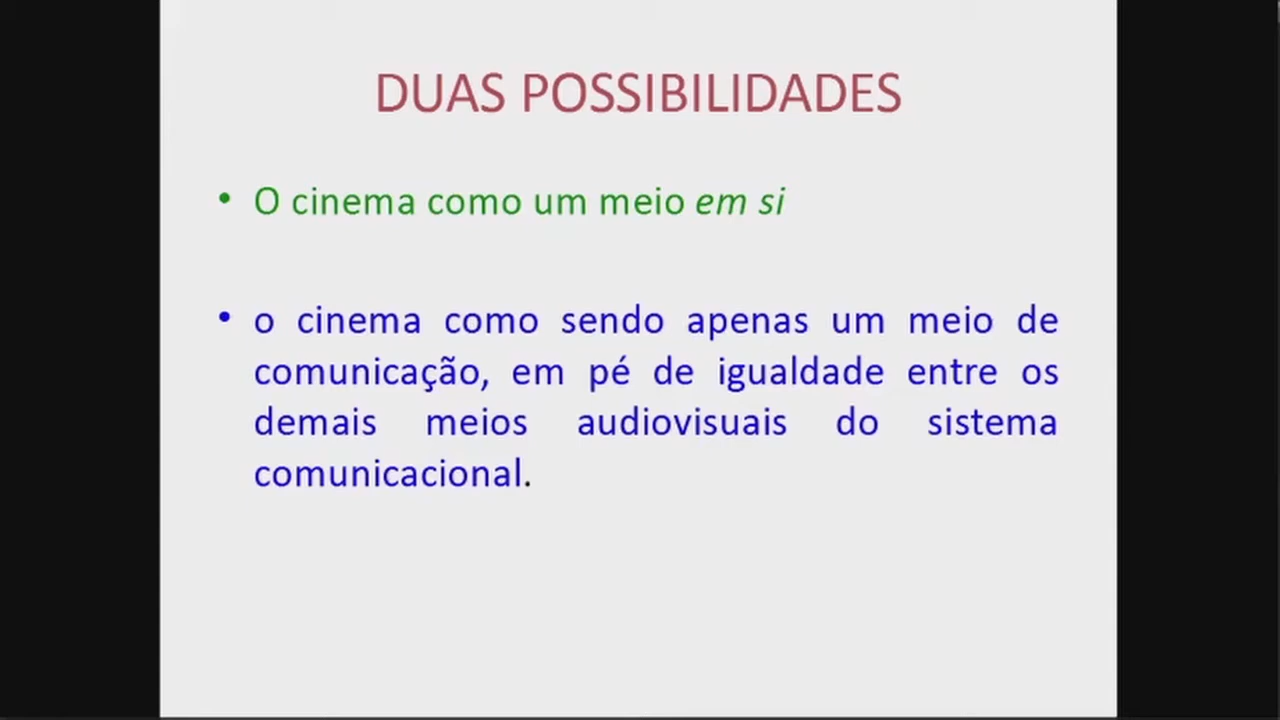 DUAS POSSIBILIDADES
• O cinema como um meio em si
• o cinema como sendo apenas um meio de
comunicação, em pé de igualdade entre os
demais meios audiovisuais do sistema
comunicacional.